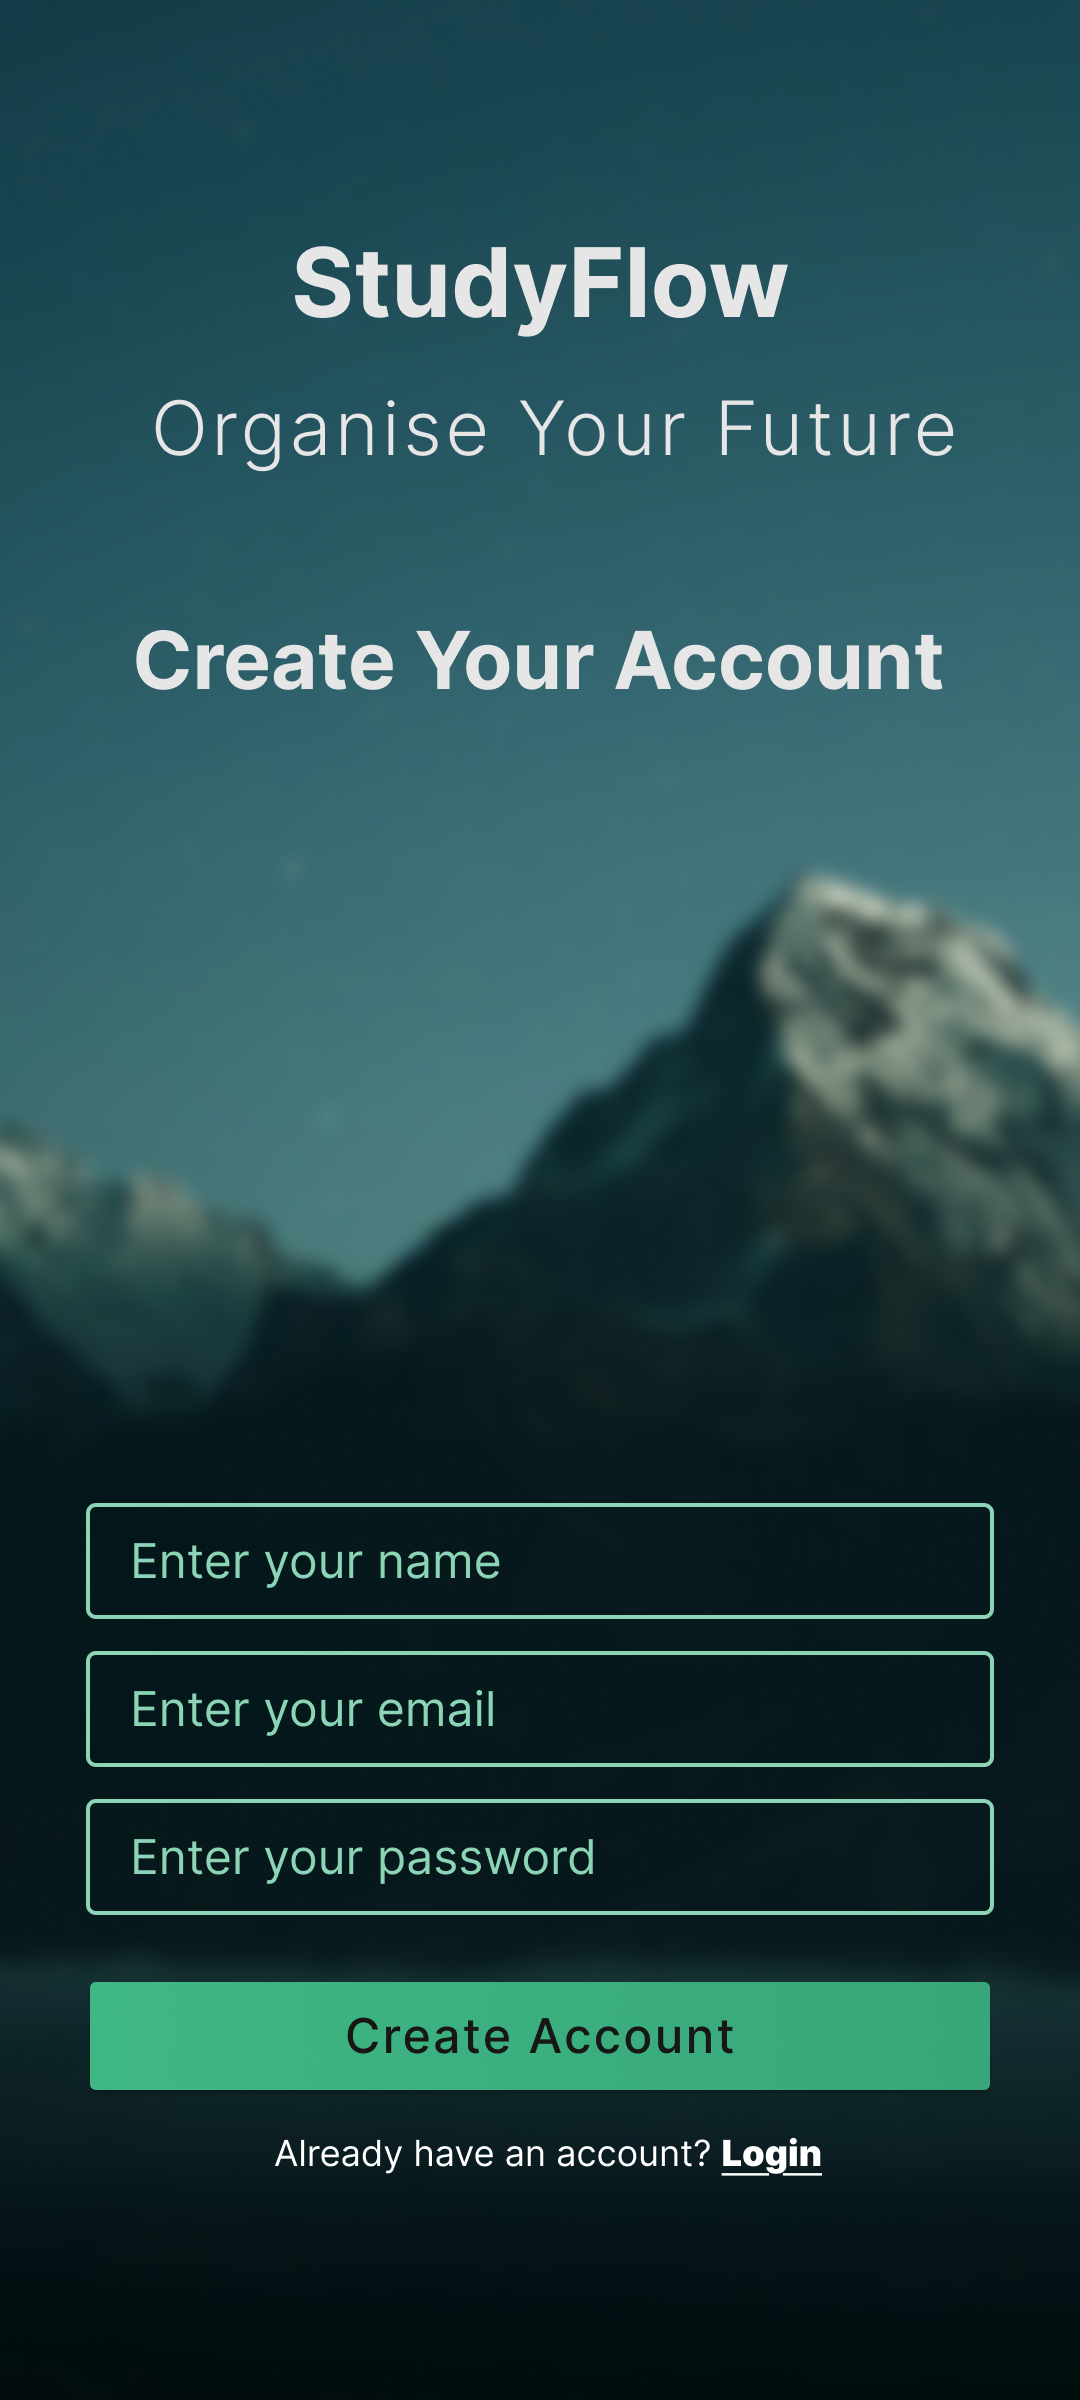 StudyFlow
Organise Your Future
Create Your Account
Enter your name
Enter your email
Enter your password
Create Account
Already have an account? Login